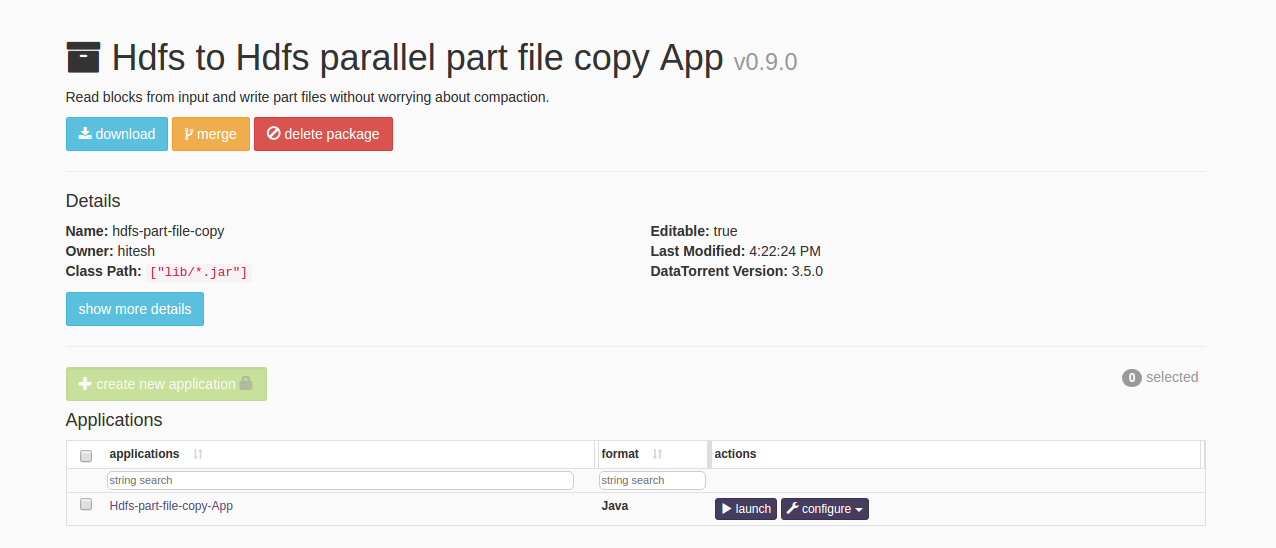 Hdfs to Hdfs parallel part file copy App v0.9.0
Read blocks from input and write part files without worrying about compaction.
download merge delete package
Details
Name: hdfs-part-file-copy
Owner: hitesh
Class Path: ["lib/*.jar"]
Editable: true
Last Modified: 4:22:24 PM
DataTorrent Version: 3.5.0
show more details
create new application
0 selected
Applications
applications format actions
string search string search
Hdfs-part-file-copy-App Java launch configure